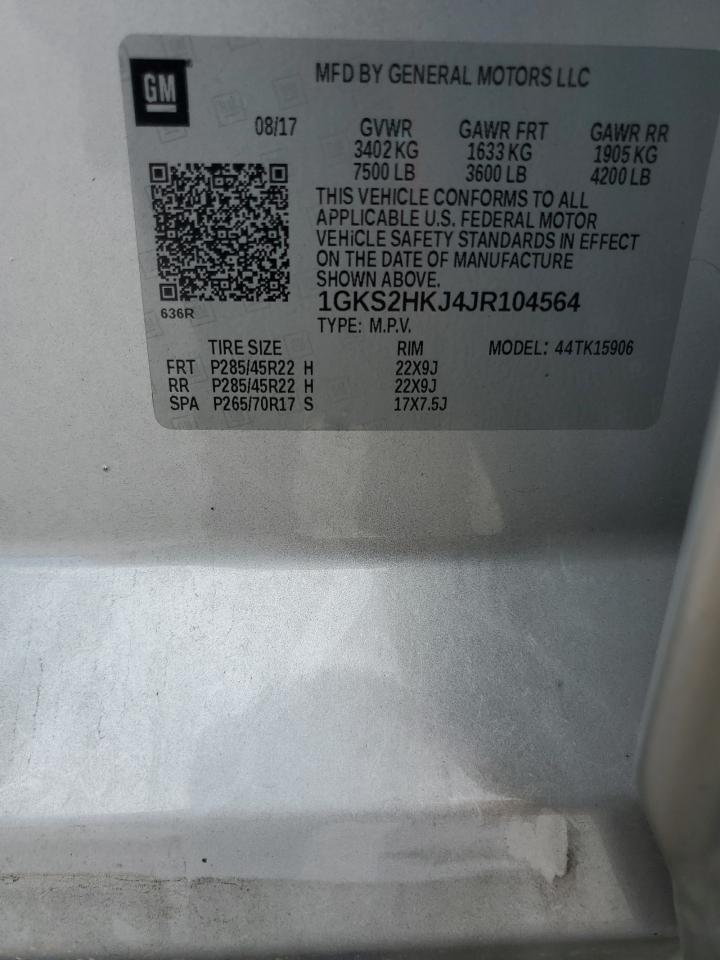 GM
MFD BY GENERAL MOTORS LLC
08/17 GVWR GAWR FRT GAWR RR
3402 KG 1633 KG 1905 KG
7500 LB 3600 LB 4200 LB
THIS VEHICLE CONFORMS TO ALL
APPLICABLE U.S. FEDERAL MOTOR
VEHICLE SAFETY STANDARDS IN EFFECT
ON THE DATE OF MANUFACTURE
SHOWN ABOVE.
636R
1GKS2HKJ4JR104564
TYPE: M.P.V.
TIRE SIZE RIM MODEL: 44TK15906
FRT P285/45R22 H 22X9J
RR P285/45R22 H 22X9J
SPA P265/70R17 S 17X7.5J